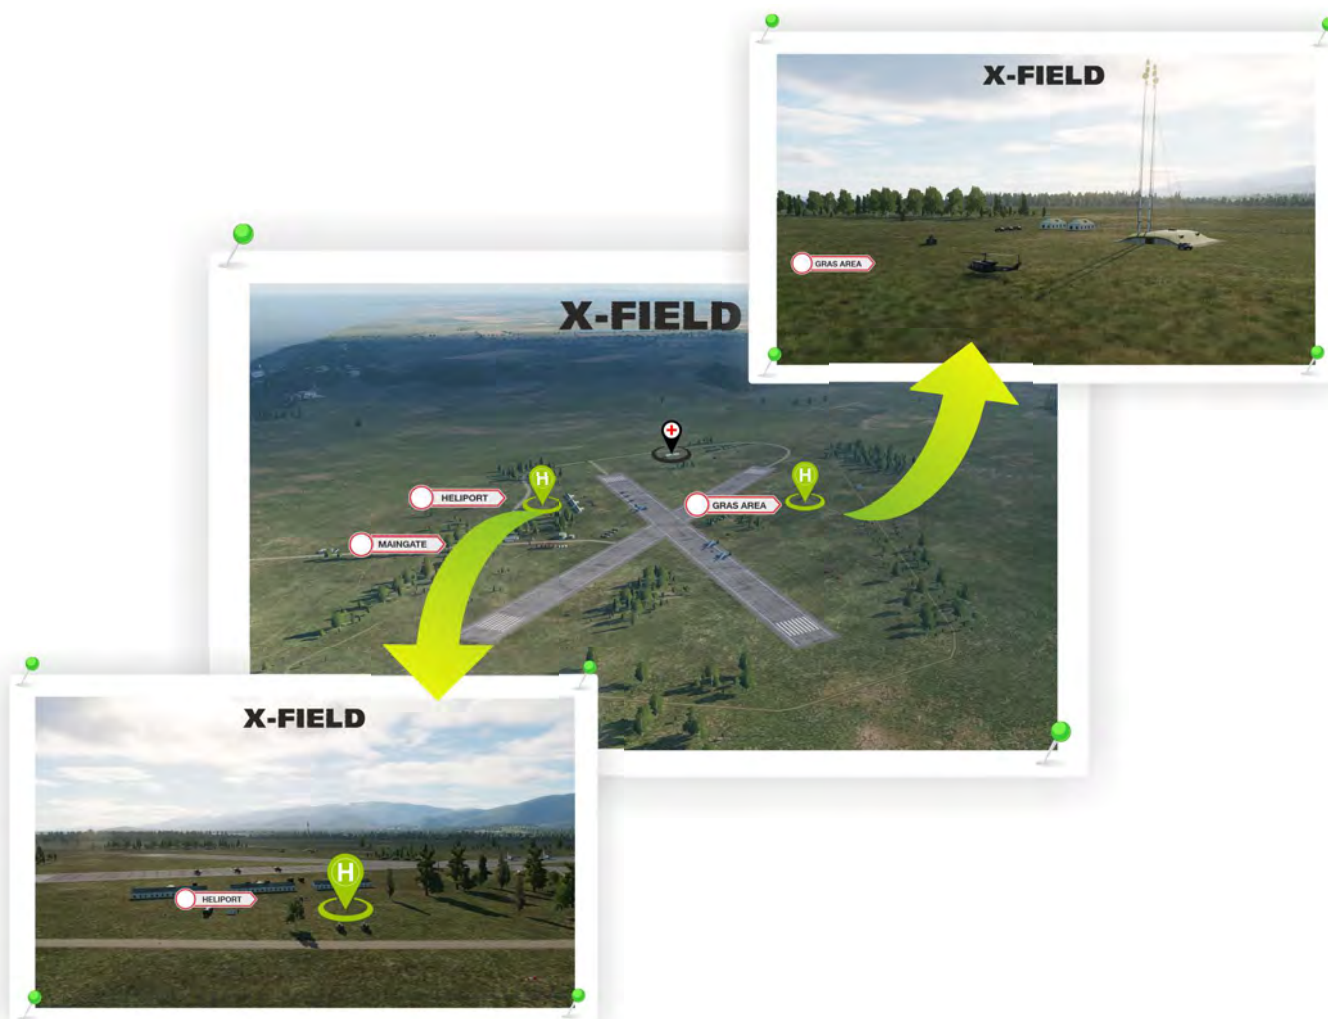 X-FIELD
GRAS AREA
X-FIELD
H
H
HELIPORT
GRAS AREA
MAINGATE
X-FIELD
H
HELIPORT